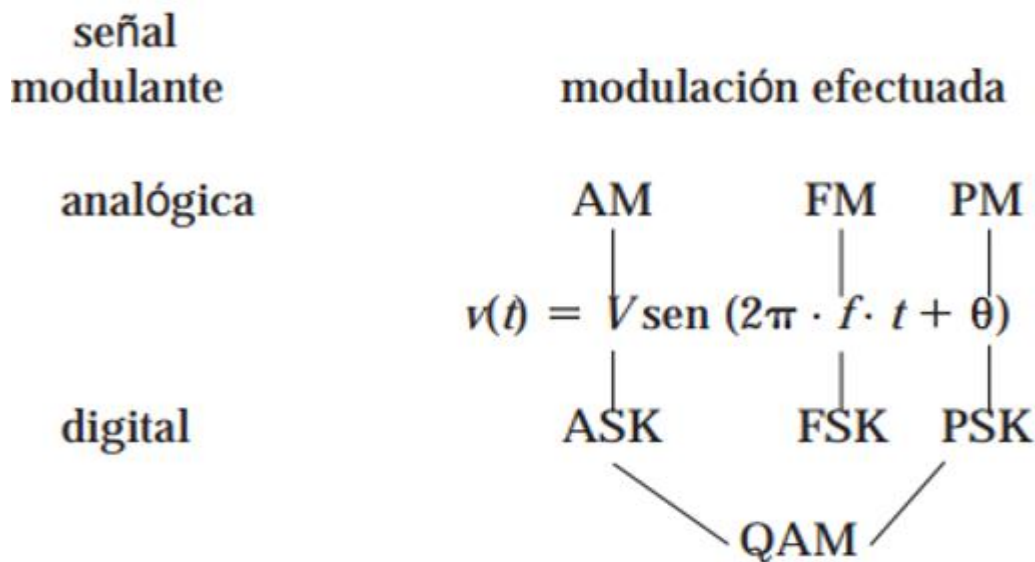 señal
modulante modulación efectuada
analógica AM FM PM
v(t) = V sen (2π · f · t + θ)
digital ASK FSK PSK
QAM